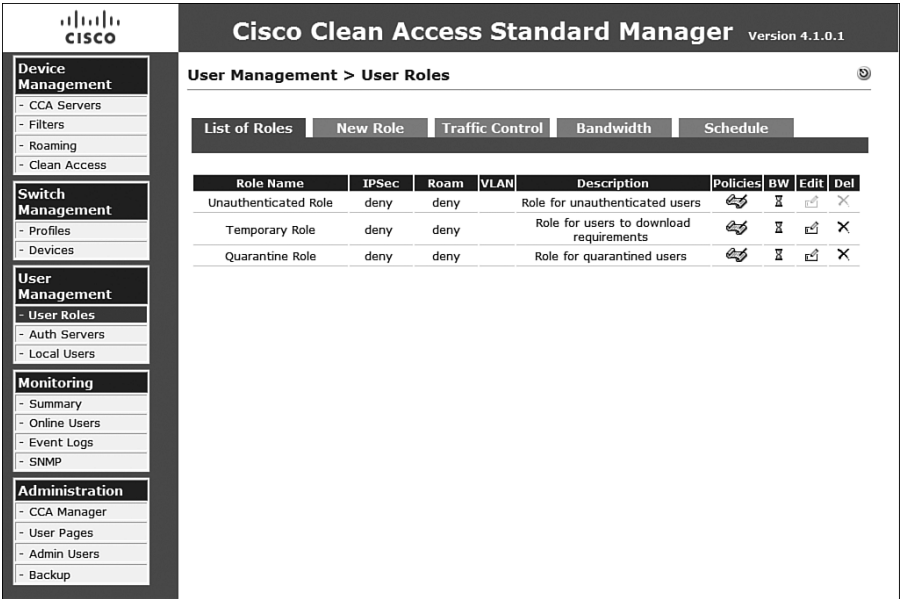 CISCO
Cisco Clean Access Standard Manager Version 4.1.0.1
Device
Management
- CCA Servers
- Filters
- Roaming
- Clean Access
Switch
Management
- Profiles
- Devices
User
Management
- User Roles
- Auth Servers
- Local Users
Monitoring
- Summary
- Online Users
- Event Logs
- SNMP
Administration
- CCA Manager
- User Pages
- Admin Users
- Backup
User Management > User Roles
List of Roles New Role Traffic Control Bandwidth Schedule
Role Name IPSec Roam VLAN Description Policies BW Edit Del
Unauthenticated Role deny deny Role for unauthenticated users
Temporary Role deny deny Role for users to download
requirements
Quarantine Role deny deny Role for quarantined users